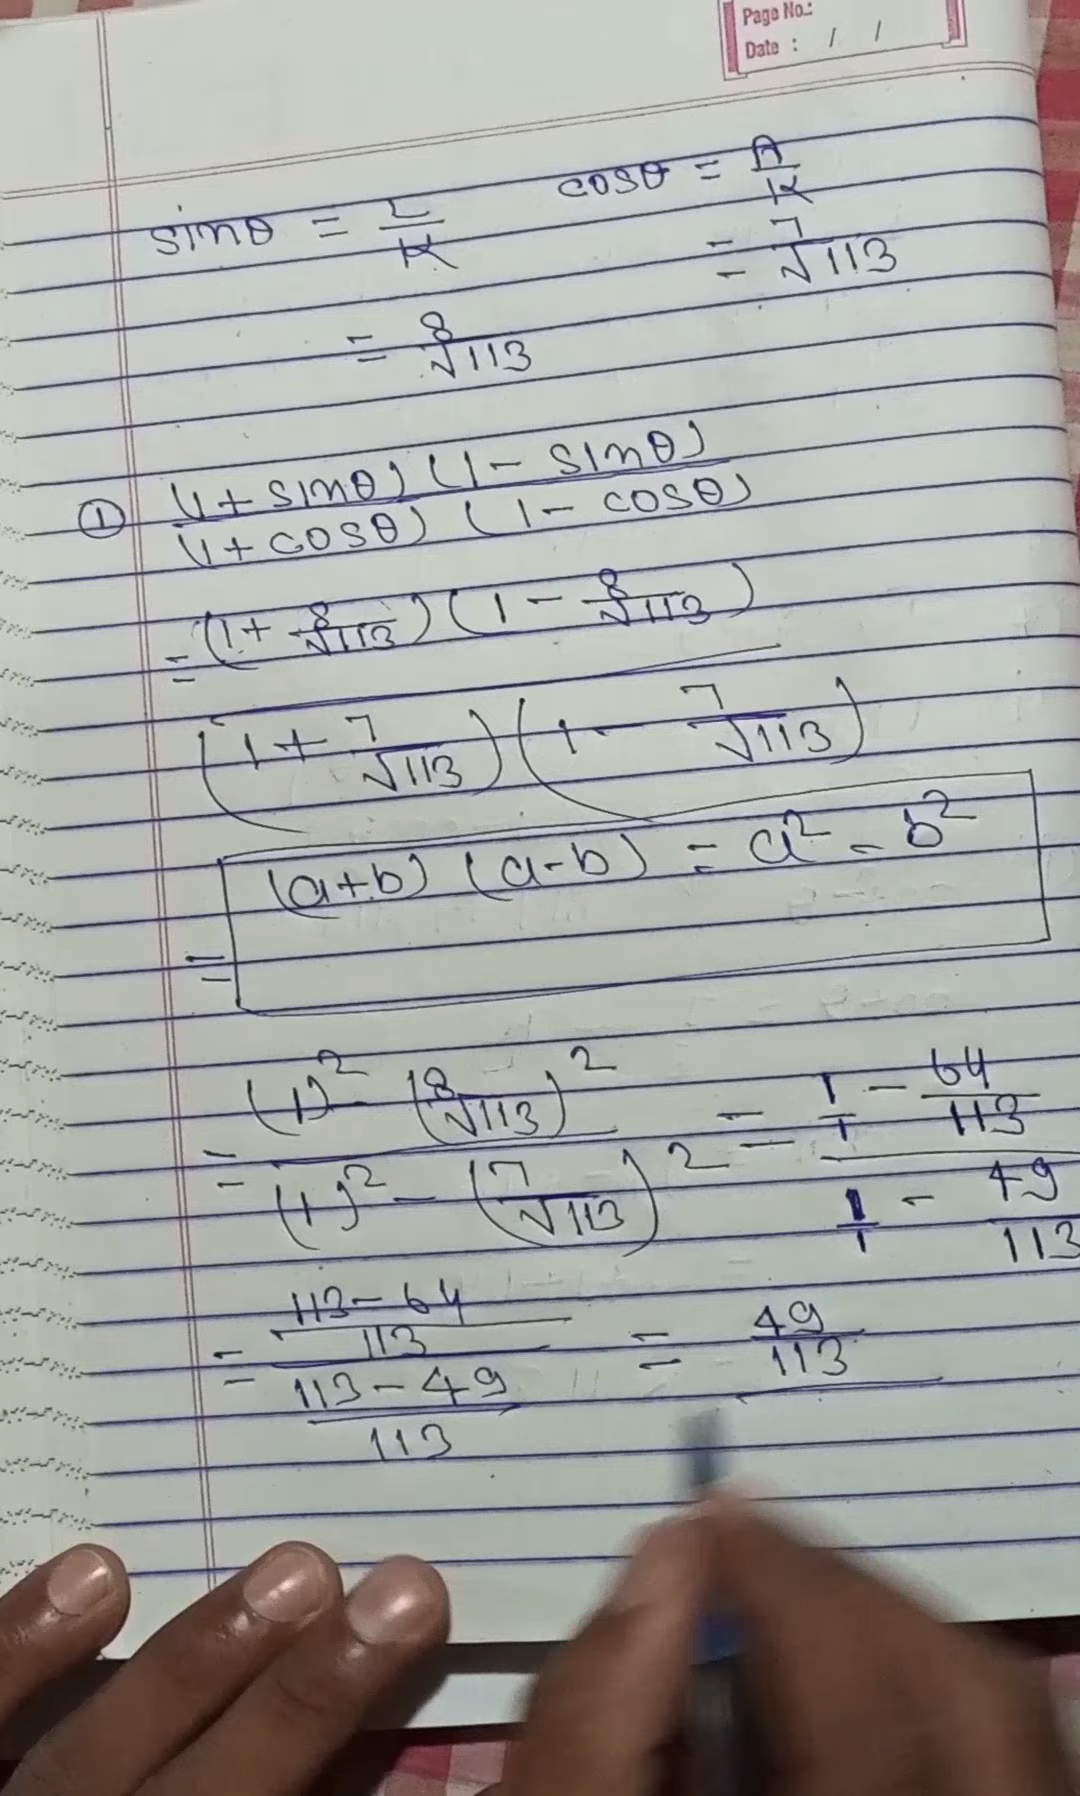 Page No.:
Date : / /
sinθ = L/K cosθ = A/K
= 8/√113 = 7/√113
① (1+sinθ)(1-sinθ)
(1+cosθ)(1-cosθ)
= (1+8/√113)(1-8/√113)
(1+7/√113)(1-7/√113)
(a+b)(a-b) = a²-b²
=
= (1)²-(8/√113)² = 1/1 - 64/113
(1)²-(7/√113)² 1/1 - 49/113
= 113-64/113 = 49/113
113-49/113